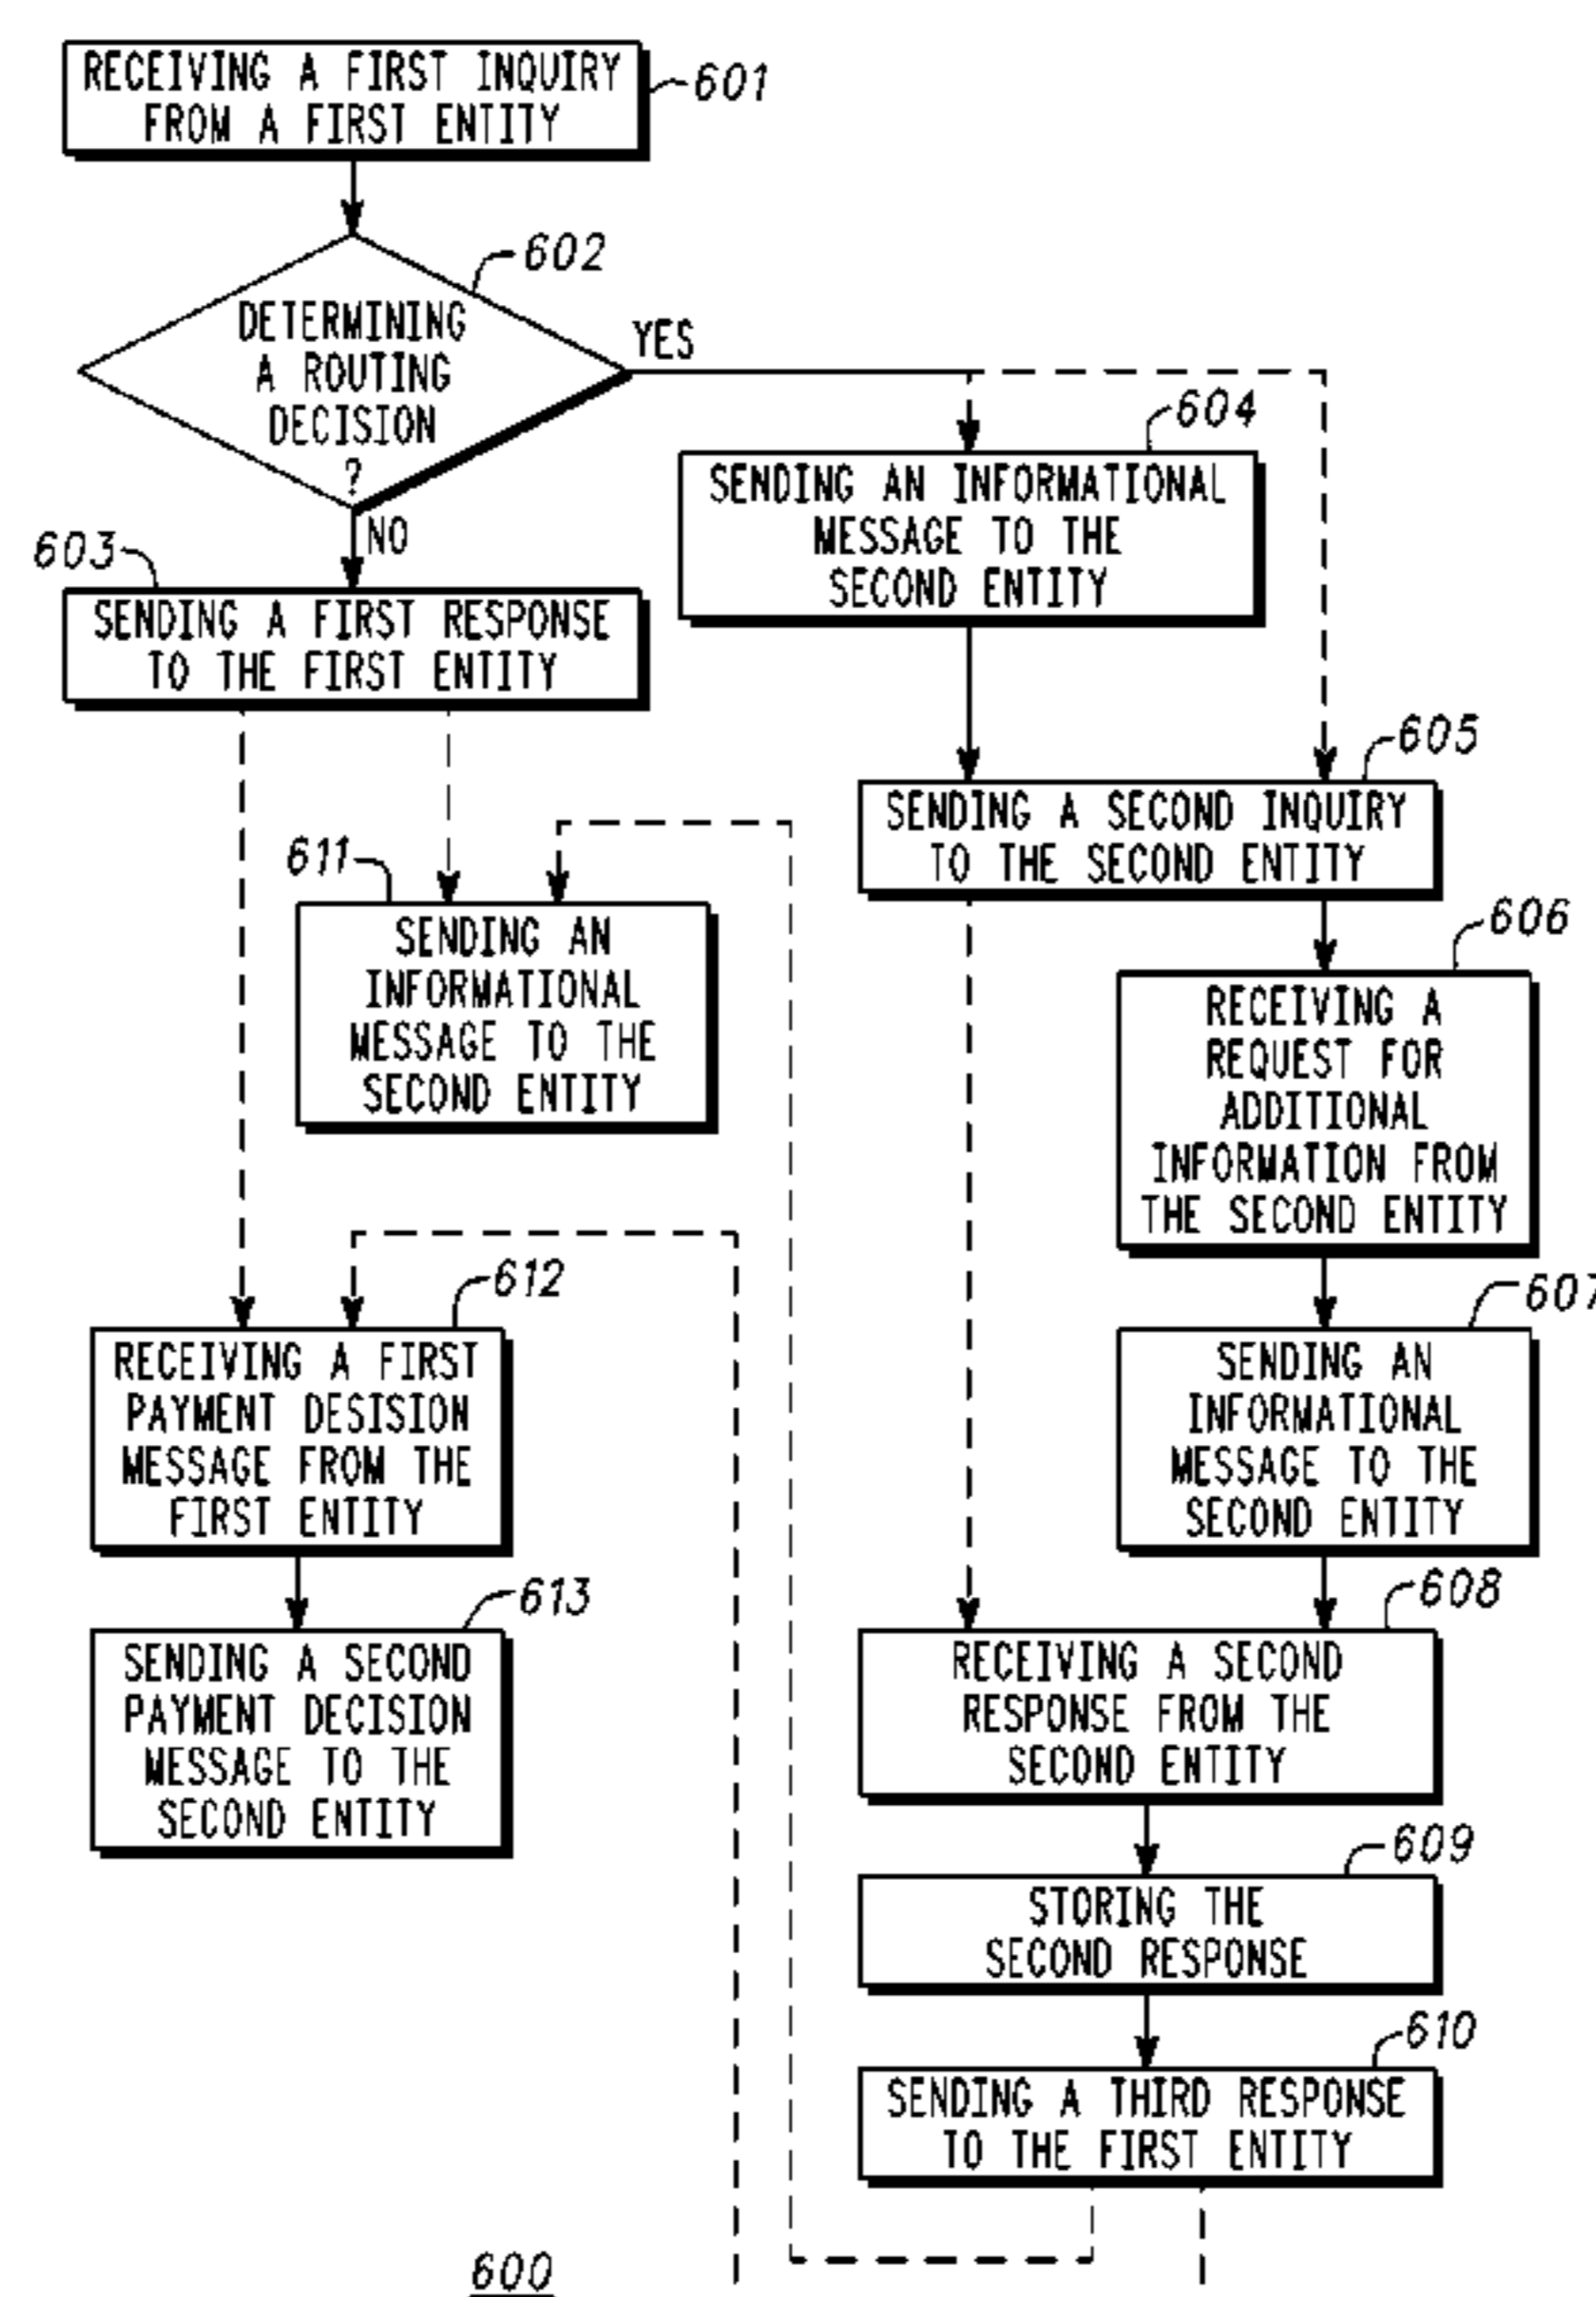 RECEIVING A FIRST INQUIRY
FROM A FIRST ENTITY
601
602
DETERMINING
A ROUTING
DECISION
?
YES
NO
603
SENDING A FIRST RESPONSE
TO THE FIRST ENTITY
604
SENDING AN INFORMATIONAL
MESSAGE TO THE
SECOND ENTITY
605
SENDING A SECOND INQUIRY
TO THE SECOND ENTITY
611
SENDING AN
INFORMATIONAL
MESSAGE TO THE
SECOND ENTITY
606
RECEIVING A
REQUEST FOR
ADDITIONAL
INFORMATION FROM
THE SECOND ENTITY
612
RECEIVING A FIRST
PAYMENT DESISION
MESSAGE FROM THE
FIRST ENTITY
607
SENDING AN
INFORMATIONAL
MESSAGE TO THE
SECOND ENTITY
613
SENDING A SECOND
PAYMENT DECISION
MESSAGE TO THE
SECOND ENTITY
608
RECEIVING A SECOND
RESPONSE FROM THE
SECOND ENTITY
609
STORING THE
SECOND RESPONSE
610
SENDING A THIRD RESPONSE
TO THE FIRST ENTITY
600